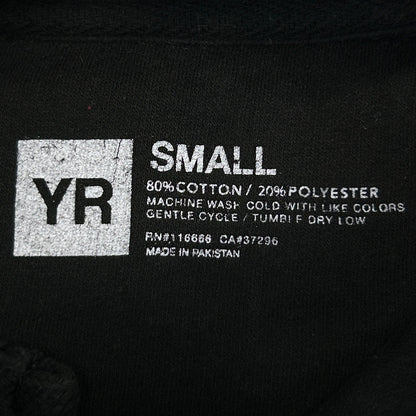 YR
SMALL
80% COTTON / 20% POLYESTER
MACHINE WASH COLD WITH LIKE COLORS
GENTLE CYCLE / TUMBLE DRY LOW
RN#116666 CA#37296
MADE IN PAKISTAN